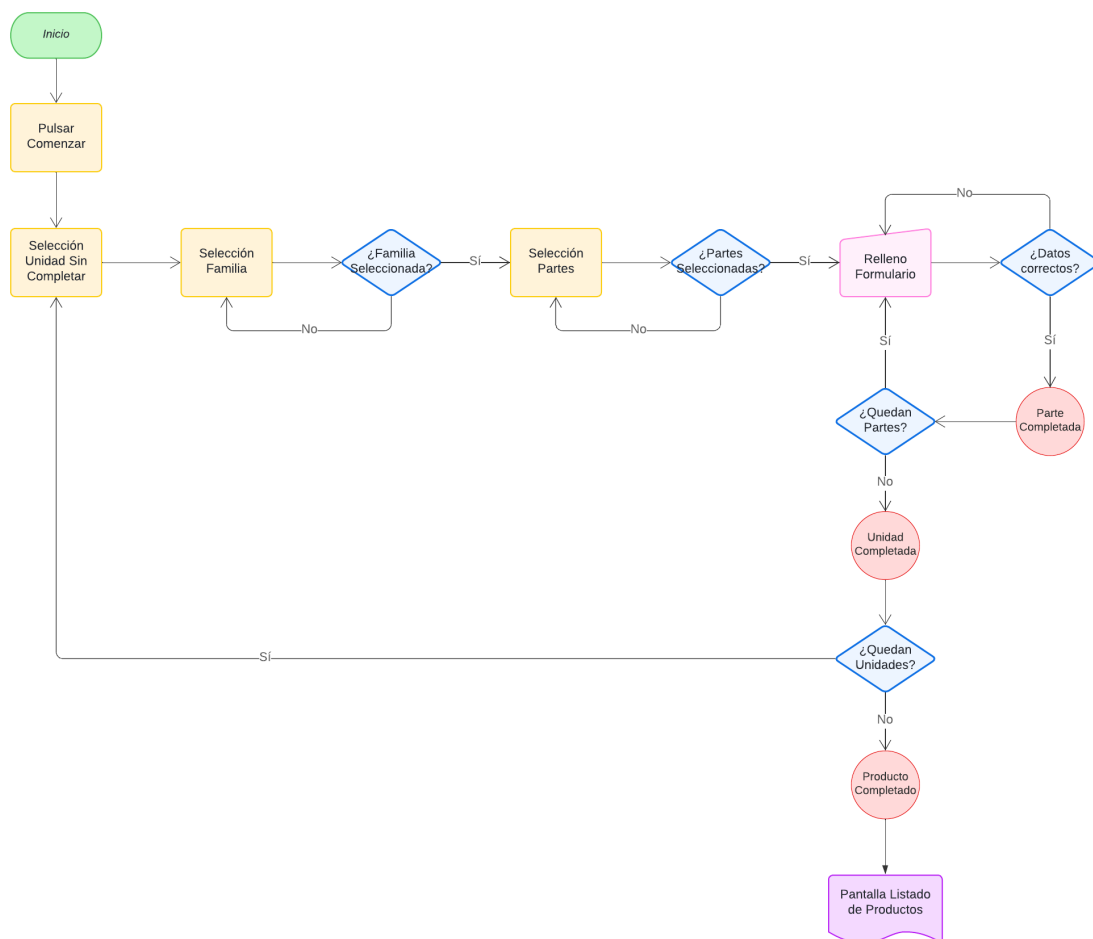 Inicio
Pulsar
Comenzar
No
Selección
Unidad Sin
Completar
Selección
Familia
¿Familia
Seleccionada?
Sí
Selección
Partes
¿Partes
Seleccionadas?
Sí
Relleno
Formulario
¿Datos
correctos?
No
No
Sí
Sí
¿Quedan
Partes?
Parte
Completada
No
Unidad
Completada
Sí
¿Quedan
Unidades?
No
Producto
Completado
Pantalla Listado
de Productos